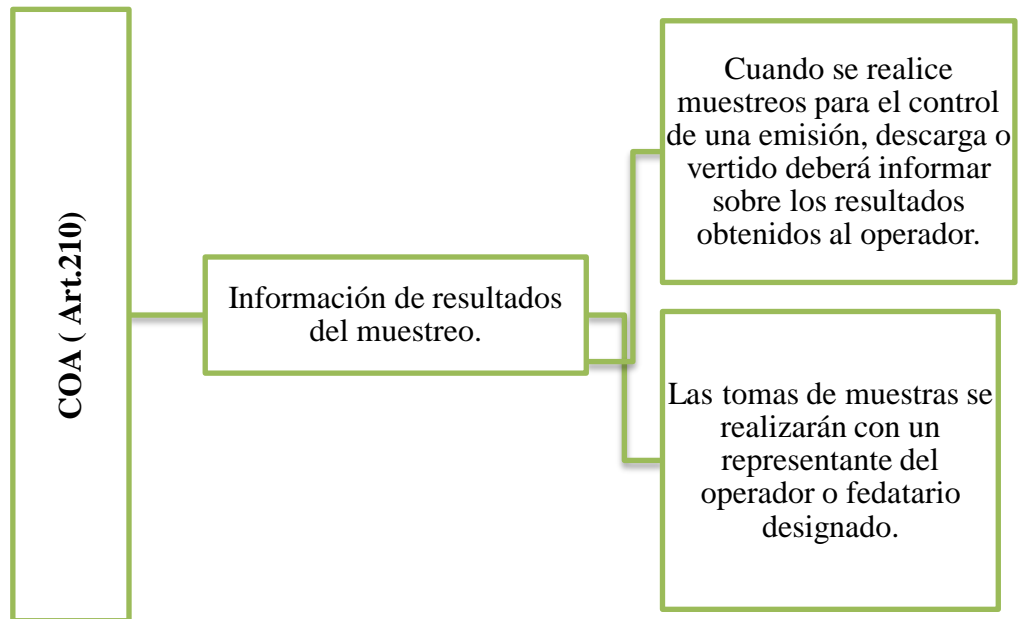 COA ( Art.210)
Información de resultados
del muestreo.
Cuando se realice
muestreos para el control
de una emisión, descarga o
vertido deberá informar
sobre los resultados
obtenidos al operador.
Las tomas de muestras se
realizarán con un
representante del
operador o fedatario
designado.